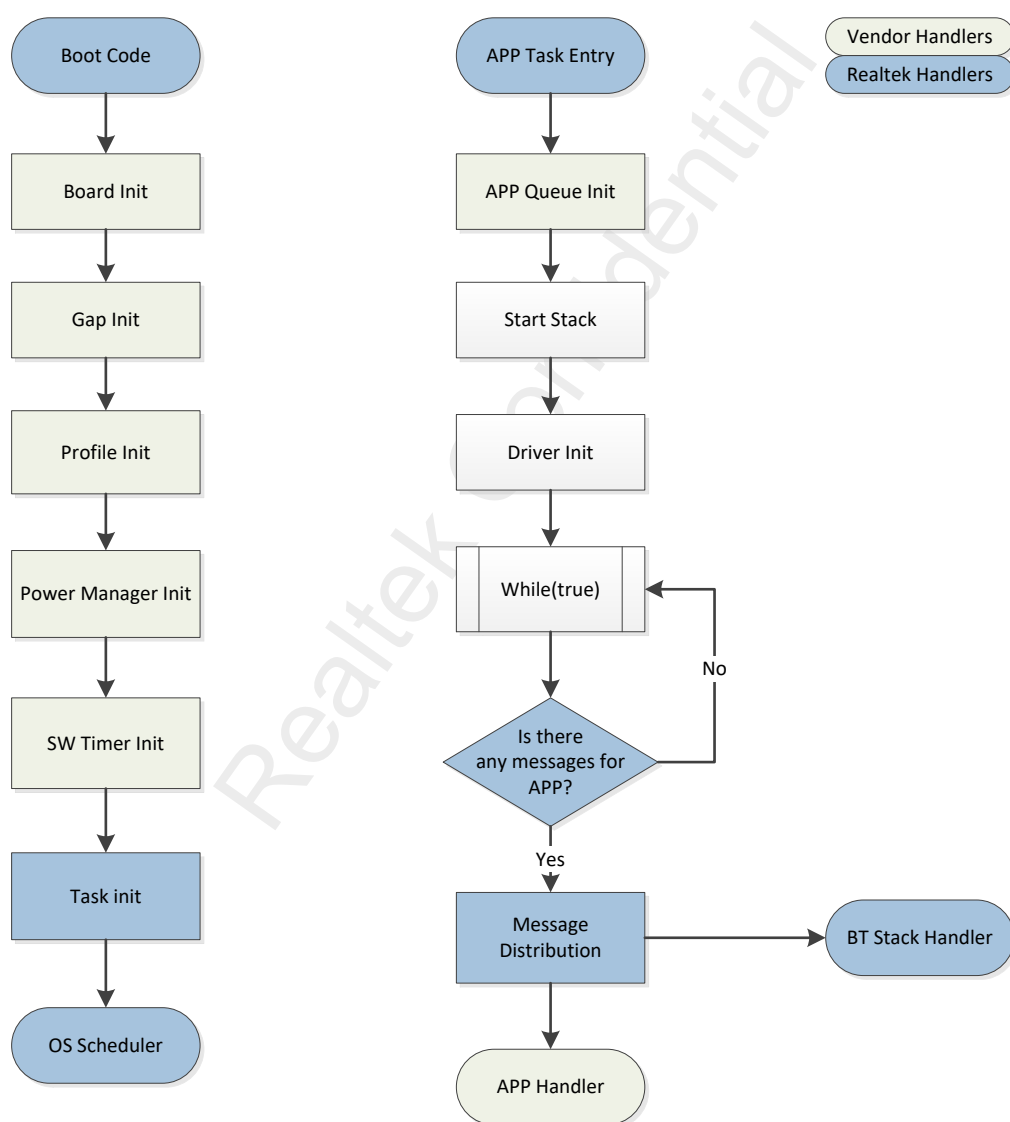 Boot Code
Board Init
Gap Init
Profile Init
Power Manager Init
SW Timer Init
Task init
OS Scheduler
APP Task Entry
APP Queue Init
Start Stack
Driver Init
While(true)
No
Is there
any messages for
APP?
Yes
Message
Distribution
BT Stack Handler
APP Handler
Vendor Handlers
Realtek Handlers
Realtek Confidential